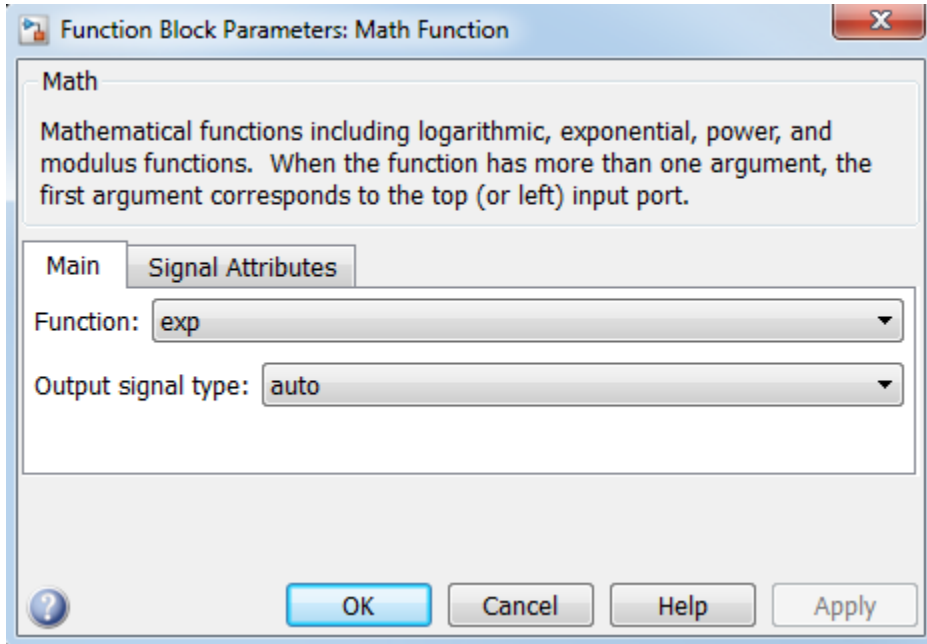 Function Block Parameters: Math Function
x
Math
Mathematical functions including logarithmic, exponential, power, and
modulus functions.  When the function has more than one argument, the
first argument corresponds to the top (or left) input port.
Main
Signal Attributes
Function: exp
Output signal type: auto
?
OK
Cancel
Help
Apply